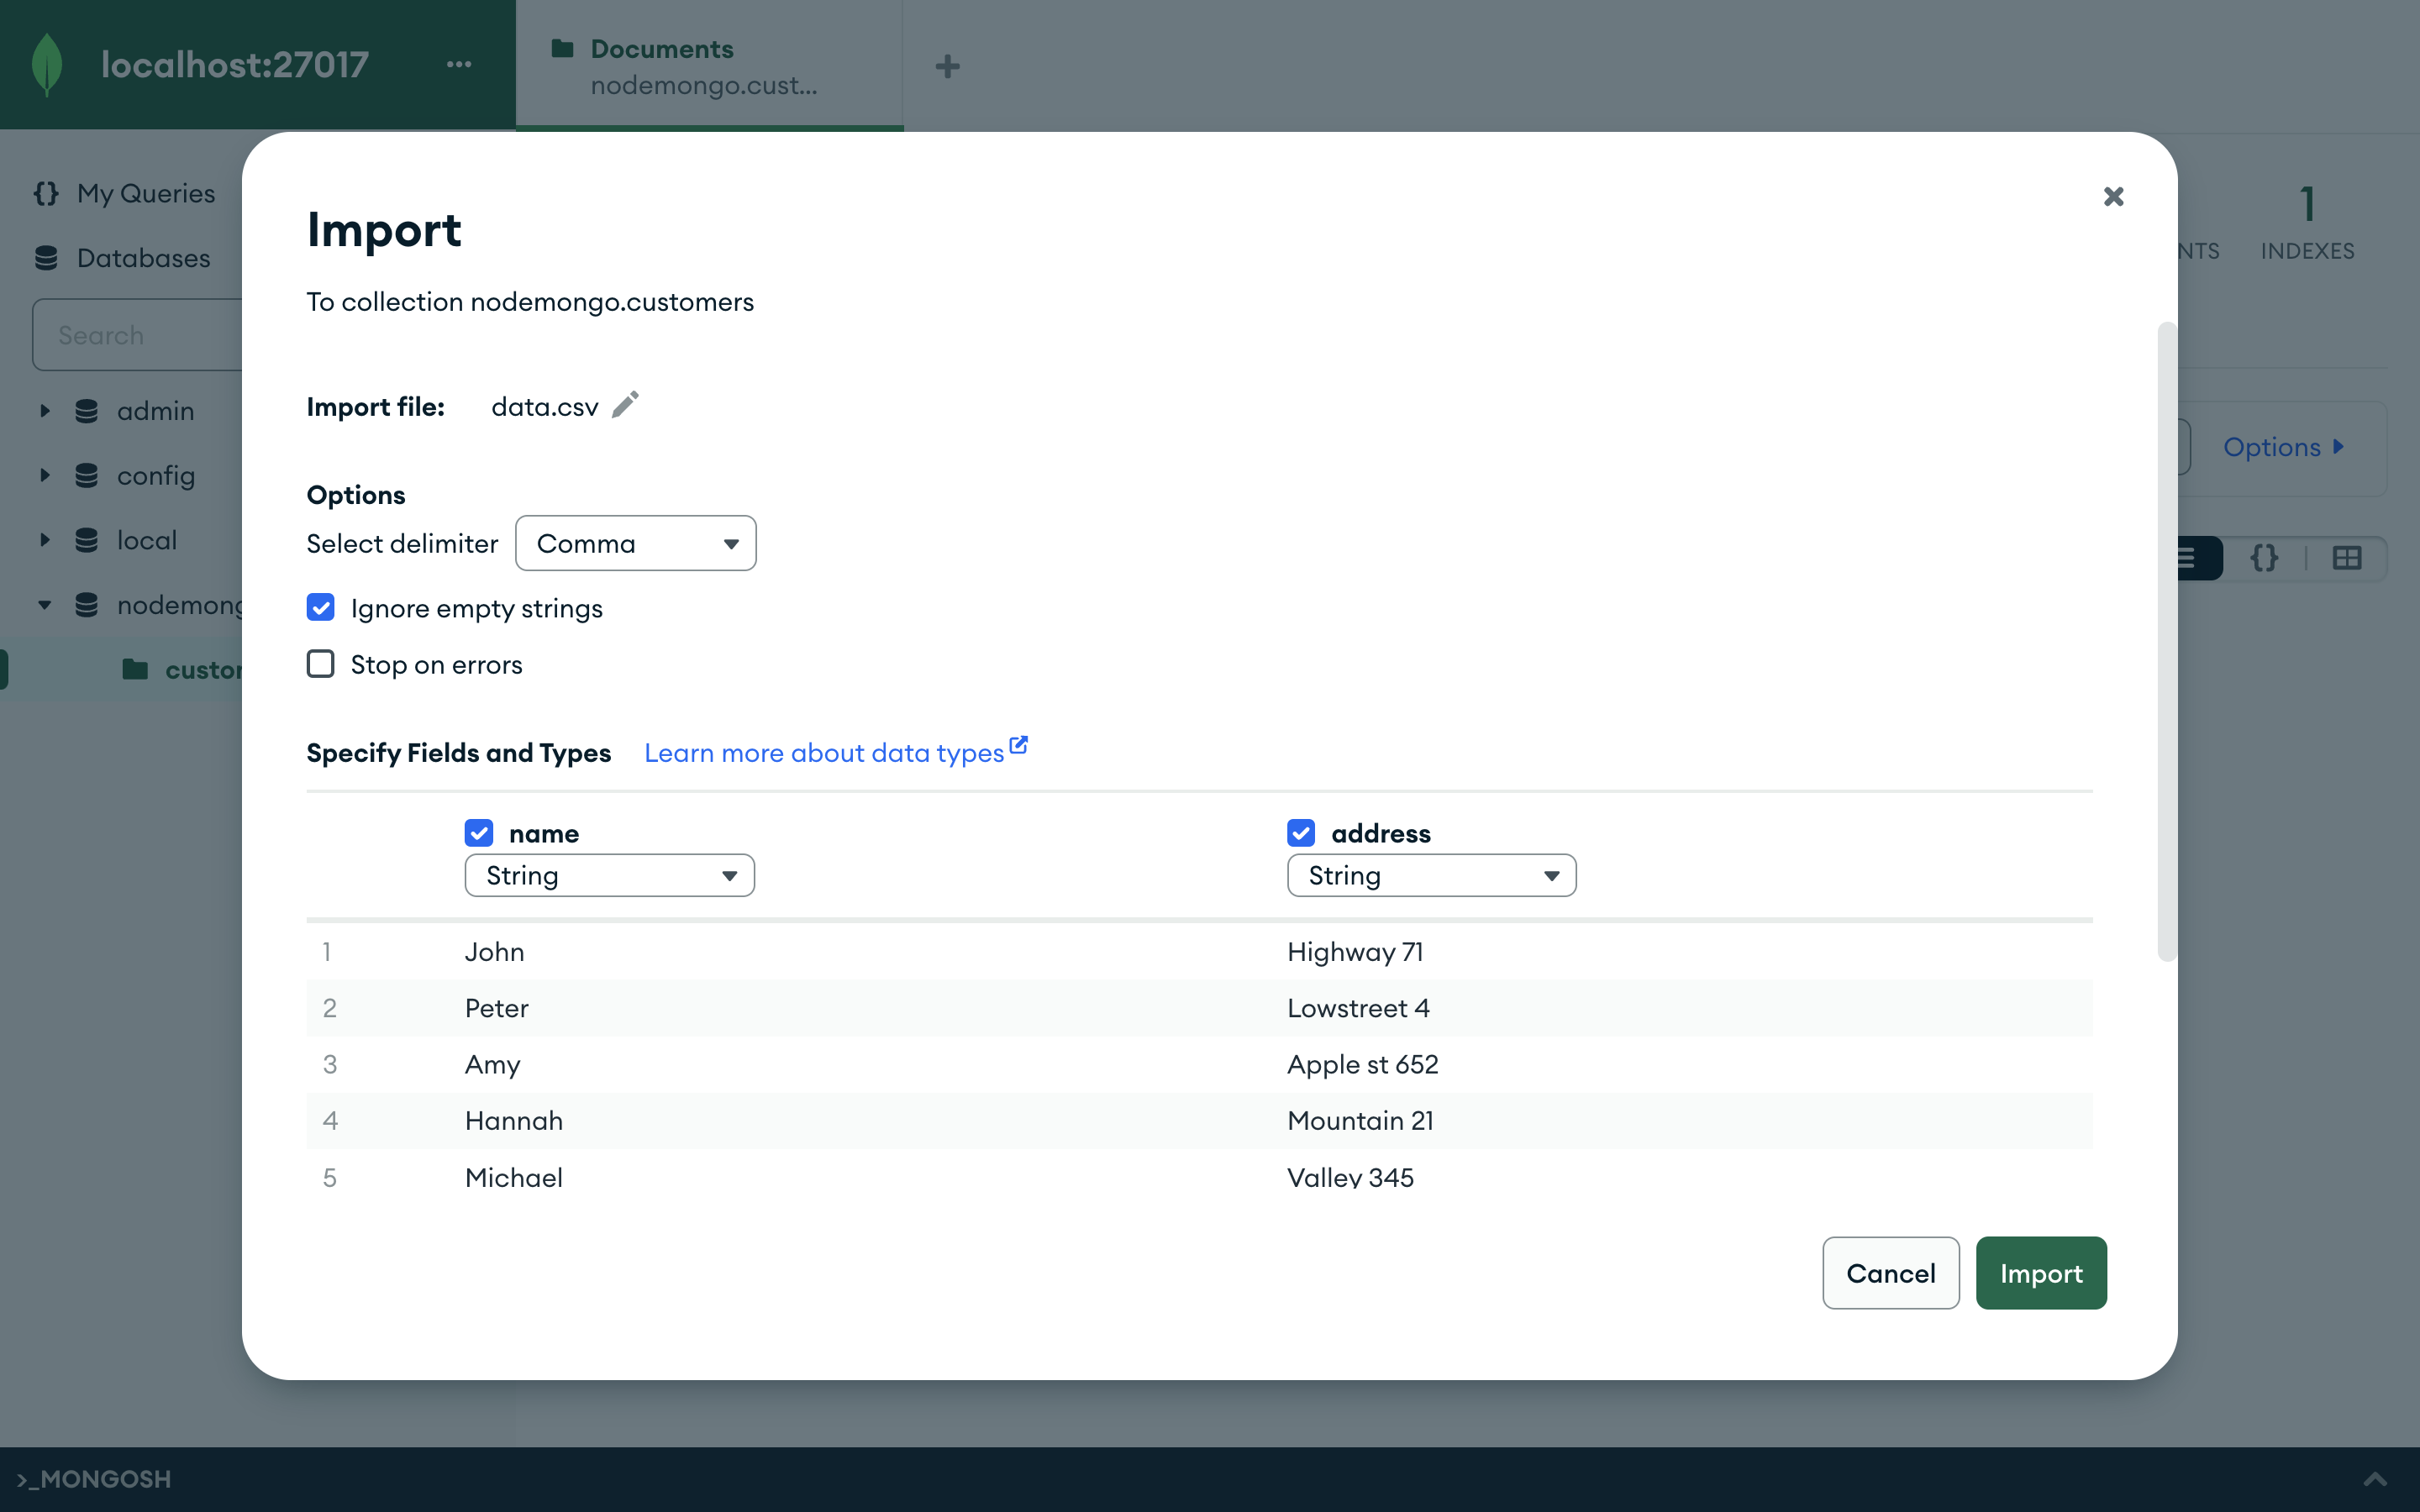 localhost:27017
Documents
nodemongo.cust...
My Queries
Databases
Search
admin
config
local
nodemong
custor
Import
To collection nodemongo.customers
Import file: data.csv
Options
Select delimiter Comma
Ignore empty strings
Stop on errors
Specify Fields and Types Learn more about data types
name address
String String
1 John Highway 71
2 Peter Lowstreet 4
3 Amy Apple st 652
4 Hannah Mountain 21
5 Michael Valley 345
Cancel Import
1
NTS INDEXES
Options
>_MONGOSH